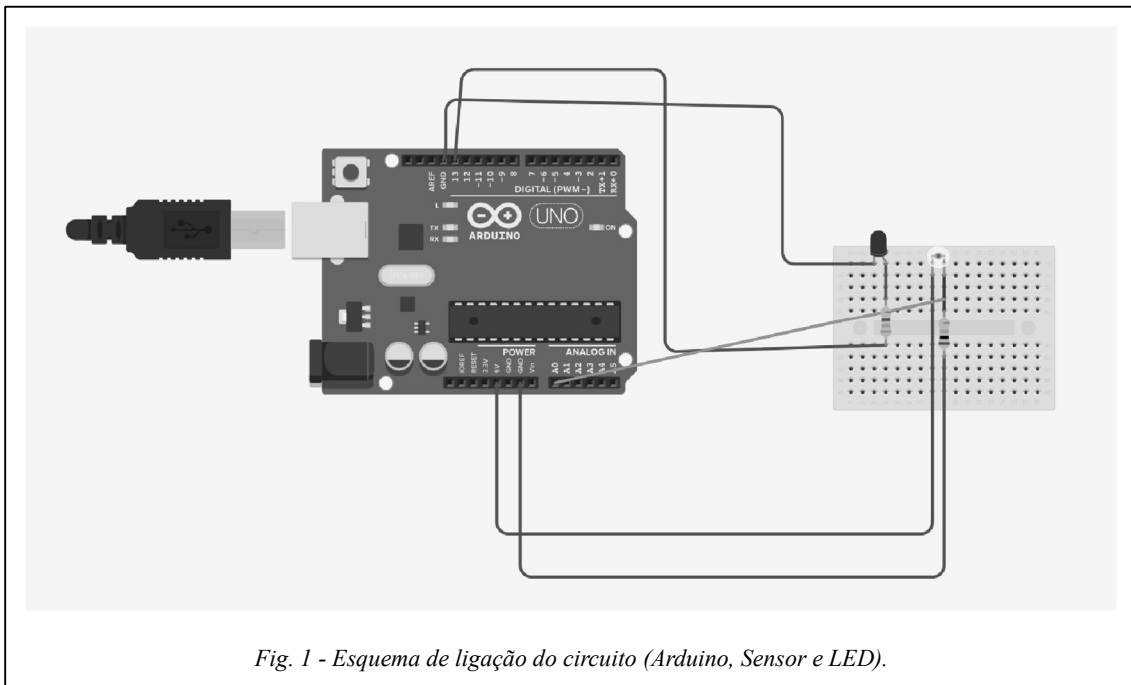 AREF
GND
13
12
~11
~10
~9
8
7
~6
~5
4
~3
2
TX→1
RX←0
DIGITAL (PWM~)
L
TX
RX
ARDUINO
UNO
ON
POWER
ANALOG IN
IOREF
RESET
3.3V
5V
GND
GND
Vin
A0
A1
A2
A3
A4
A5
Fig. 1 - Esquema de ligação do circuito (Arduino, Sensor e LED).